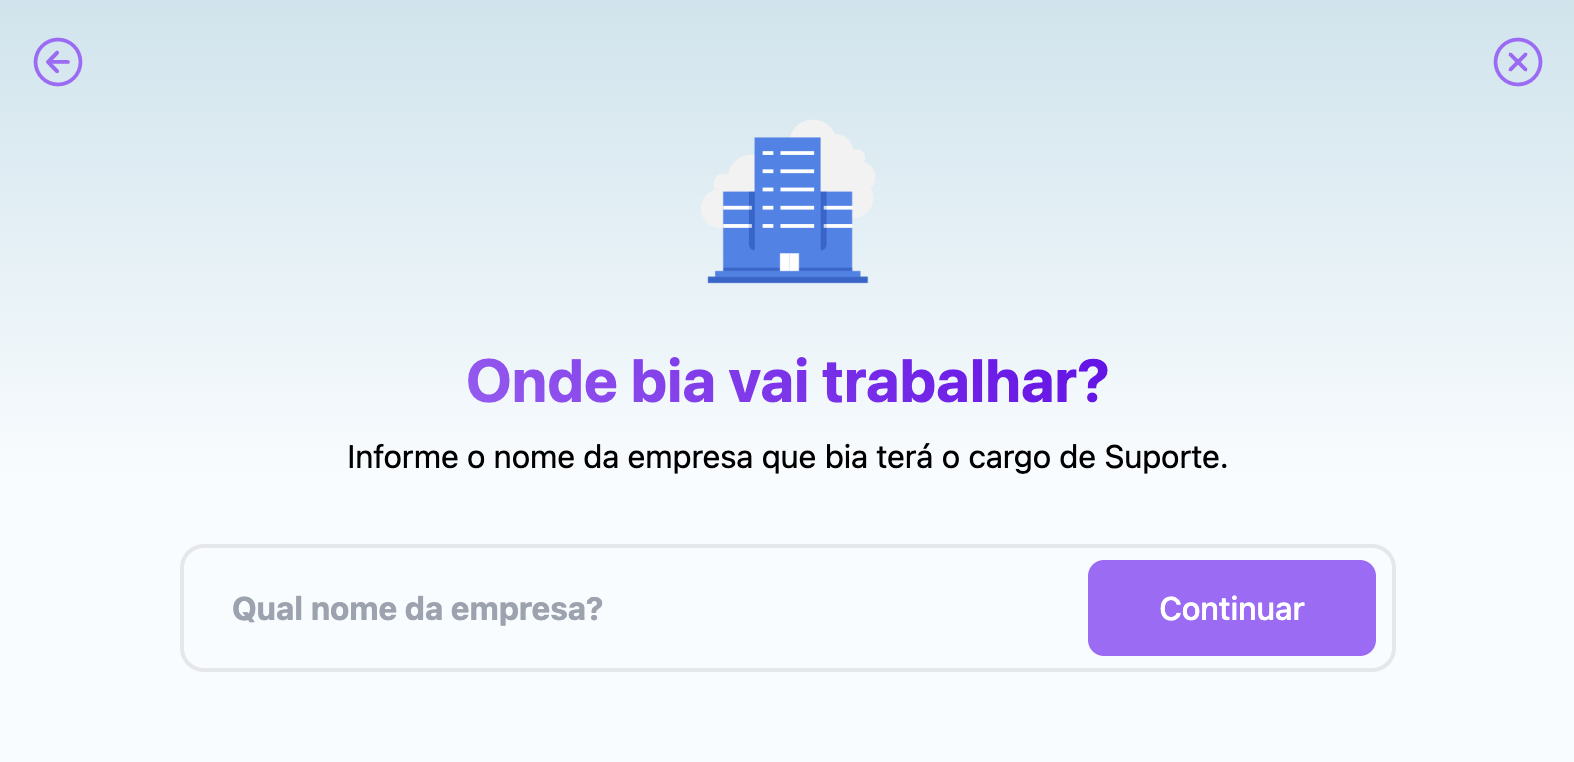 Onde bia vai trabalhar?
Informe o nome da empresa que bia terá o cargo de Suporte.
Qual nome da empresa?
Continuar